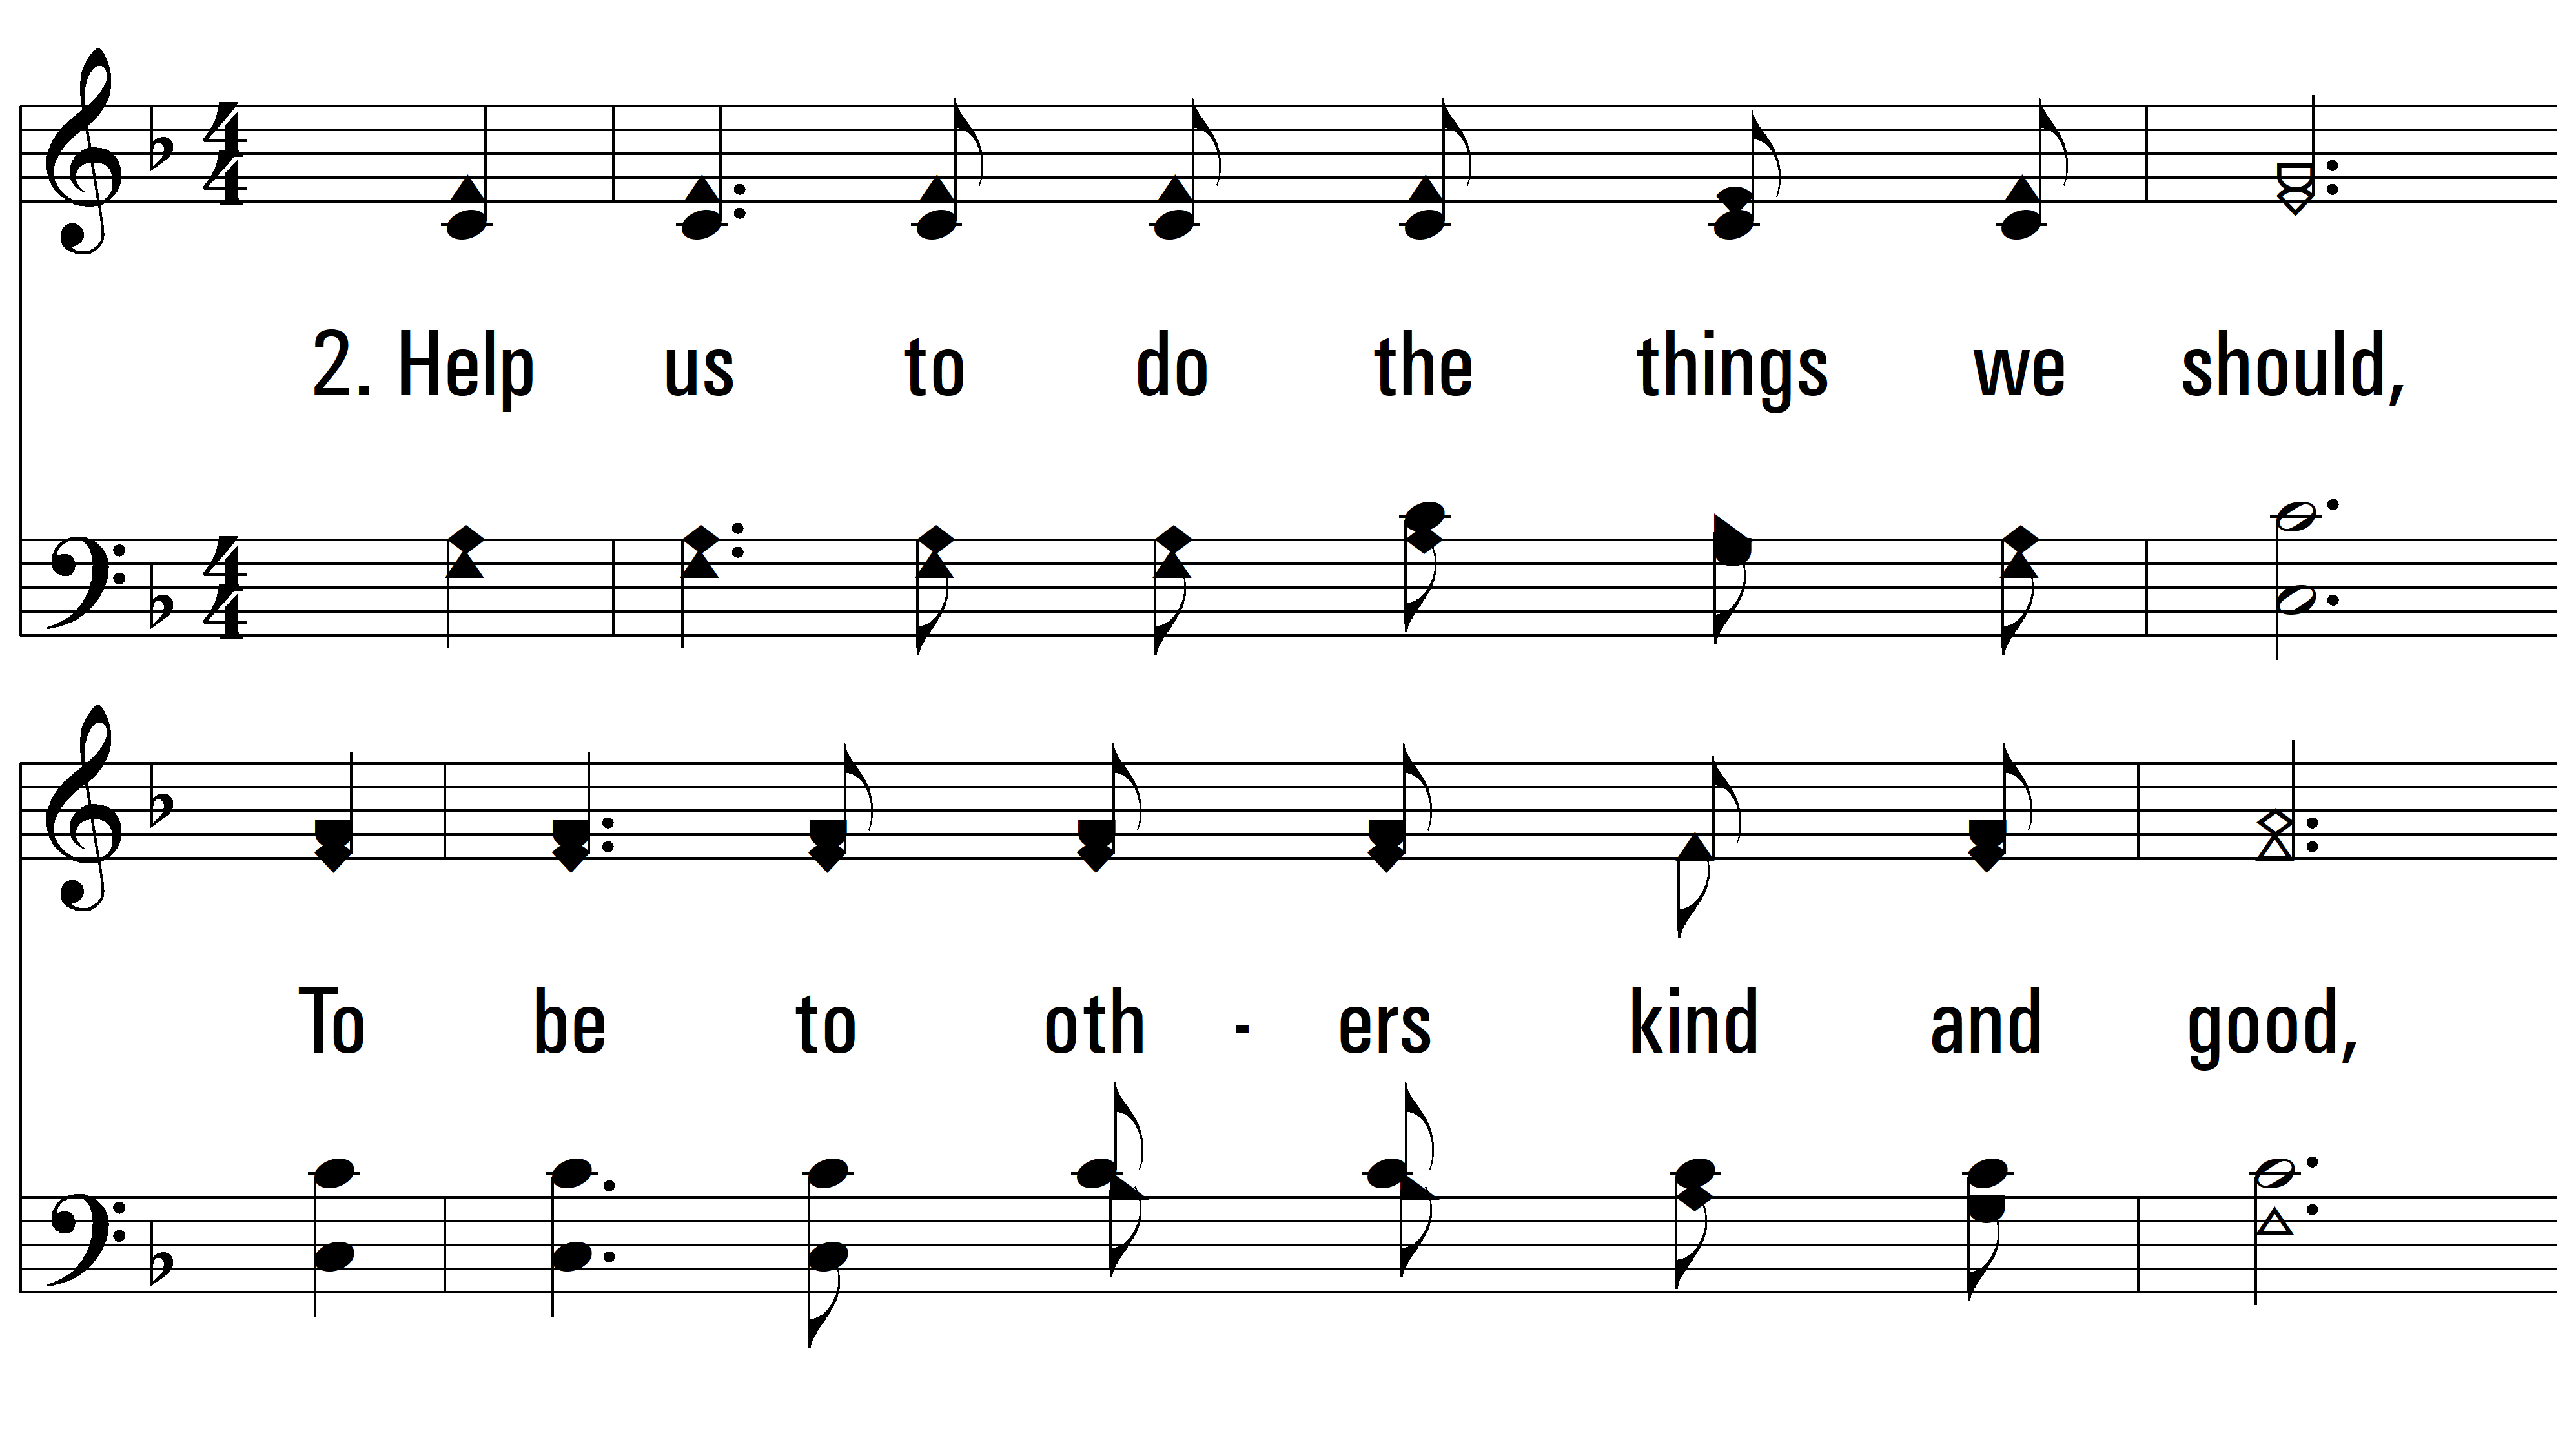 2. Help us to do the things we should,
To be to oth - ers kind and good,